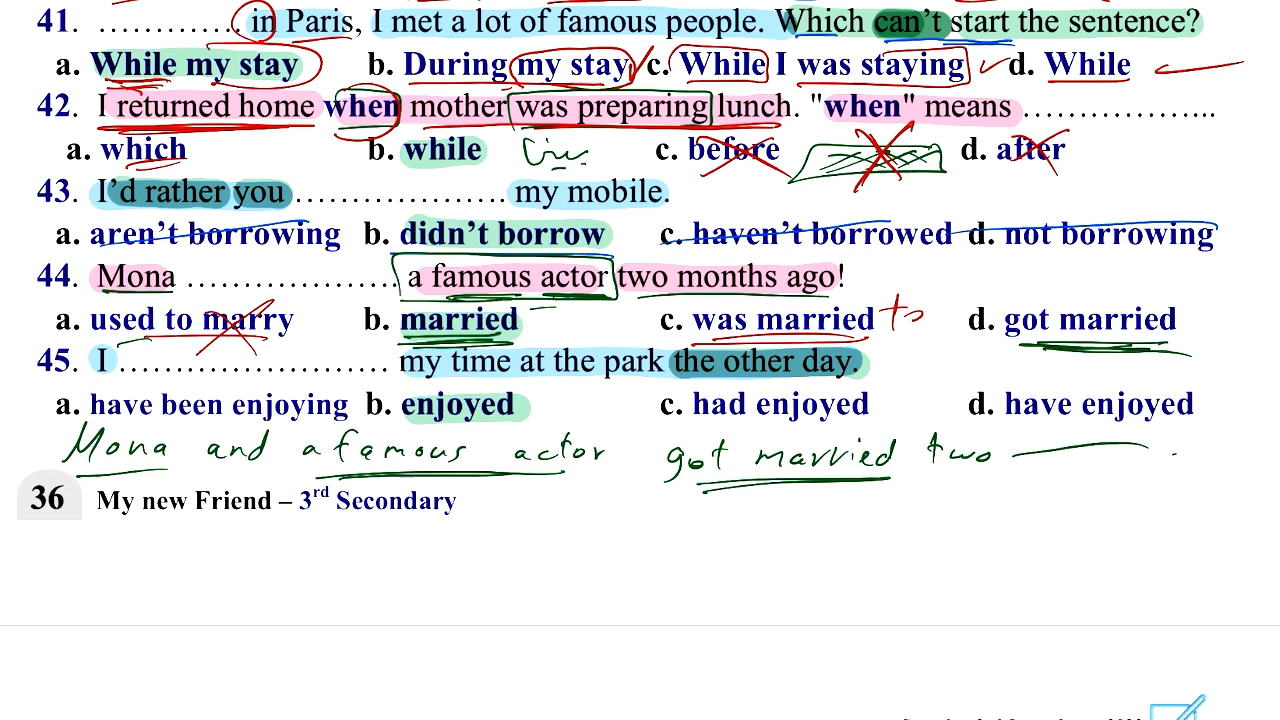 41. …………. in Paris, I met a lot of famous people. Which can’t start the sentence?
a. While my stay b. During my stay c. While I was staying d. While
42. I returned home when mother was preparing lunch. "when" means ……………...
a. which b. while c. before d. after
43. I’d rather you ………………. my mobile.
a. aren’t borrowing b. didn’t borrow c. haven’t borrowed d. not borrowing
44. Mona ………………. a famous actor two months ago!
a. used to marry b. married c. was married to d. got married
45. I …………………… my time at the park the other day.
a. have been enjoying b. enjoyed c. had enjoyed d. have enjoyed
Mona and a famous actor got married two
36 My new Friend – 3rd Secondary